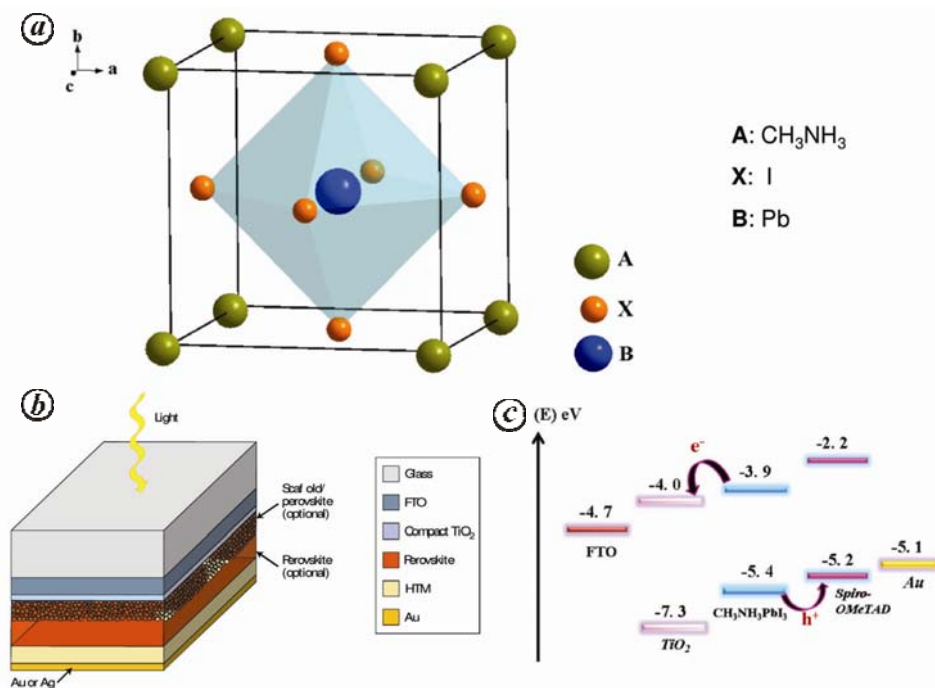 a
b
a
c
A: CH₃NH₃
X: I
B: Pb
A
X
B
b
Light
Scaf old/
perovskite
(optional)
Perovskite
(optional)
Au or Ag
Glass
FTO
Compact TiO₂
Perovskite
HTM
Au
c
(E) eV
e⁻
-2. 2
-3. 9
-4. 0
-4. 7
FTO
-5. 1
-5. 2
Au
-5. 4
Spiro-
OMeTAD
CH₃NH₃PbI₃
h⁺
-7. 3
TiO₂